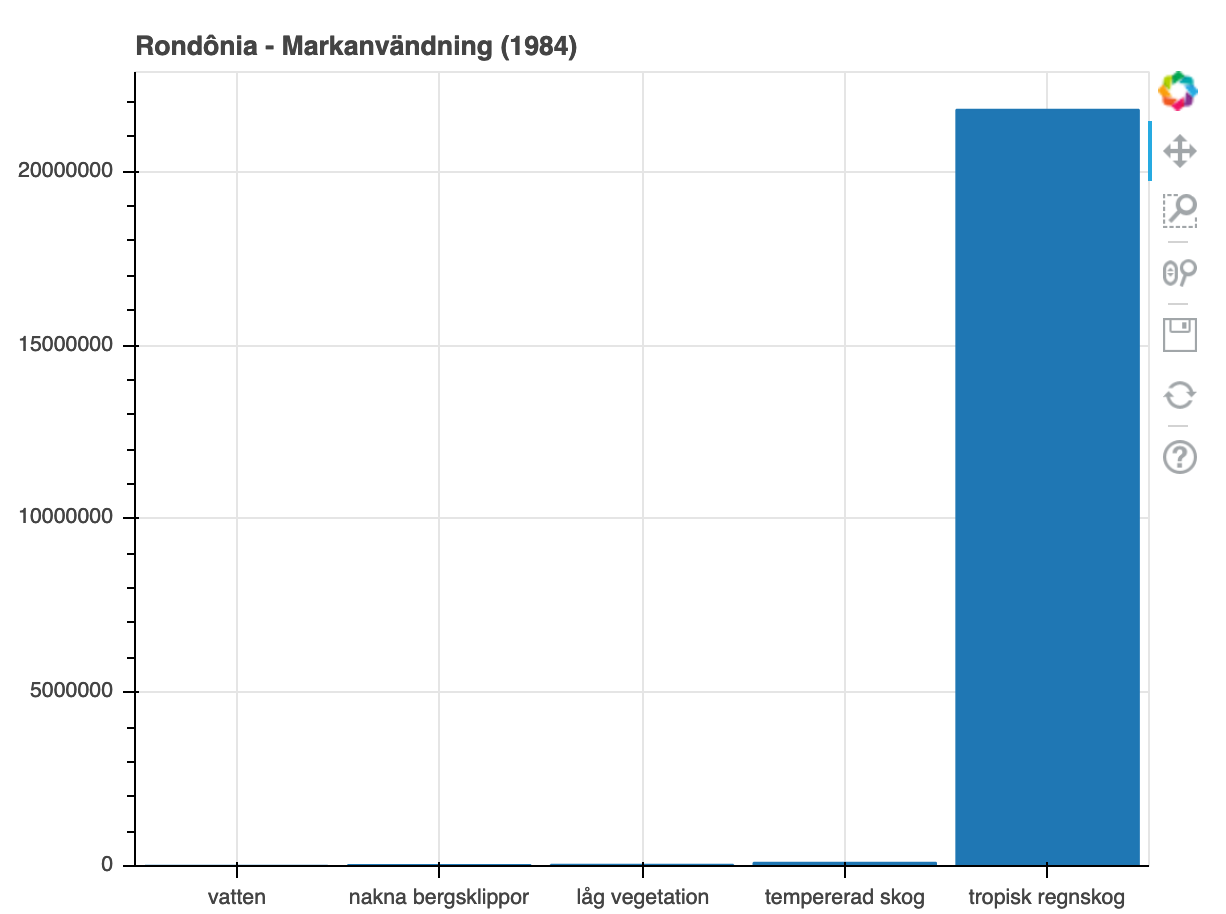 Rondônia - Markanvändning (1984)
20000000
15000000
10000000
5000000
0
vatten
nakna bergsklippor
låg vegetation
tempererad skog
tropisk regnskog